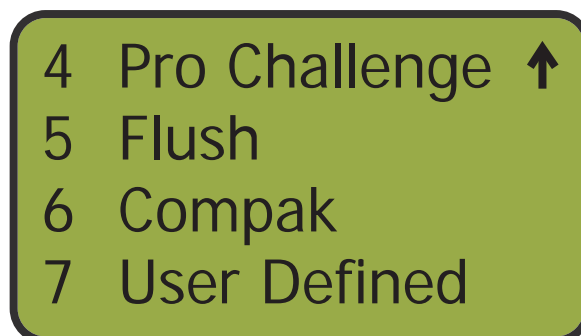 4 Pro Challenge ↑
5 Flush
6 Compak
7 User Defined